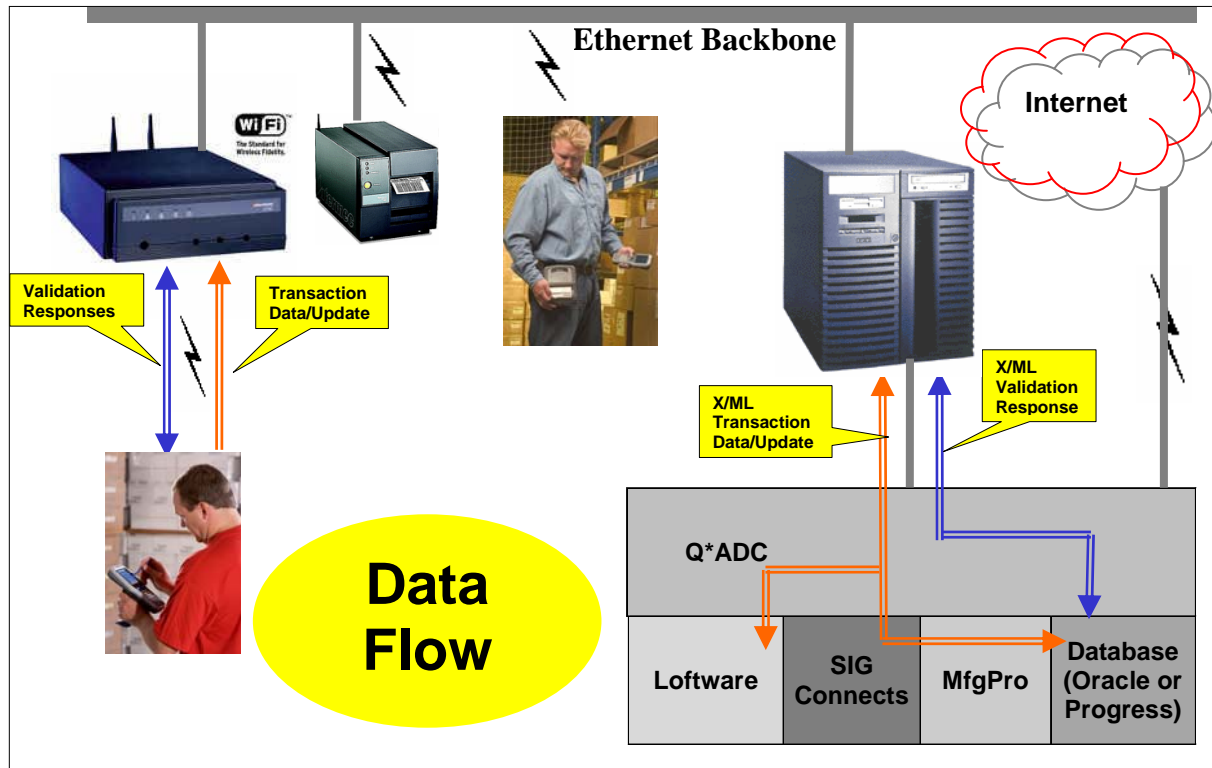 Ethernet Backbone
Internet
WiFi
The Standard for
Wireless Fidelity.
Validation
Responses
Transaction
Data/Update
X/ML
Transaction
Data/Update
X/ML
Validation
Response
Data
Flow
Q*ADC
Loftware
SIG
Connects
MfgPro
Database
(Oracle or
Progress)